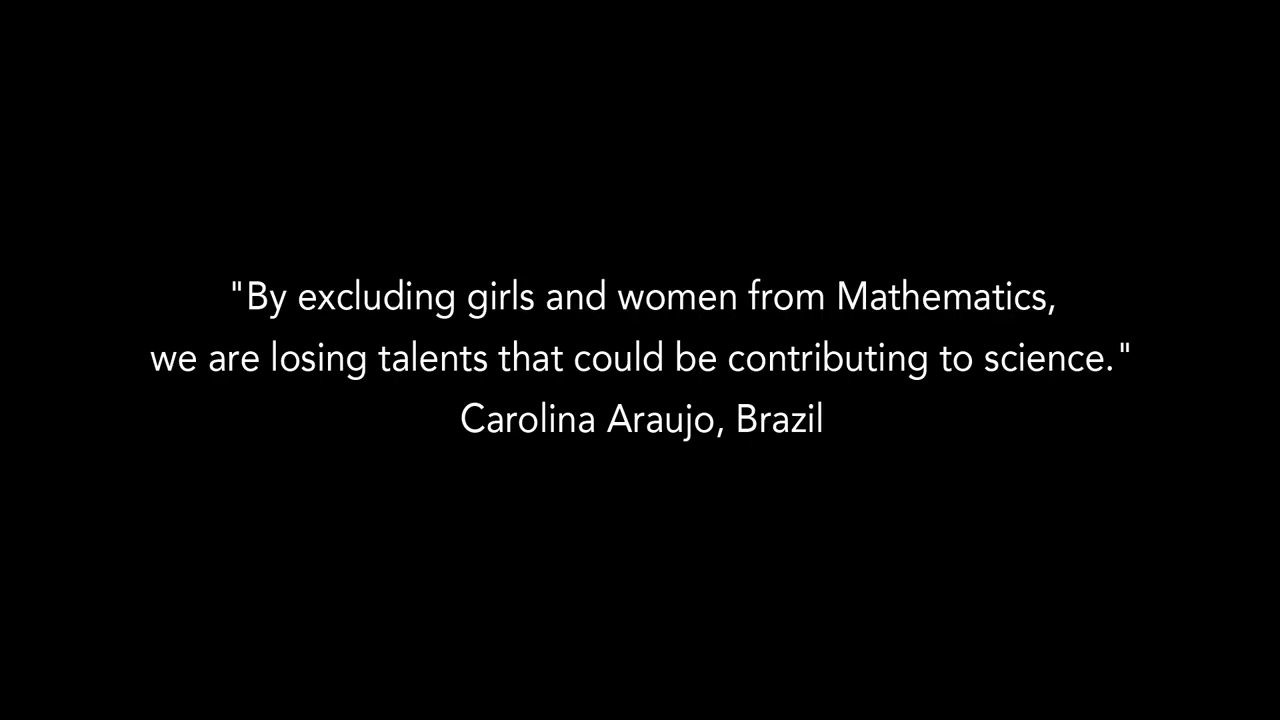 "By excluding girls and women from Mathematics,
we are losing talents that could be contributing to science."
Carolina Araujo, Brazil